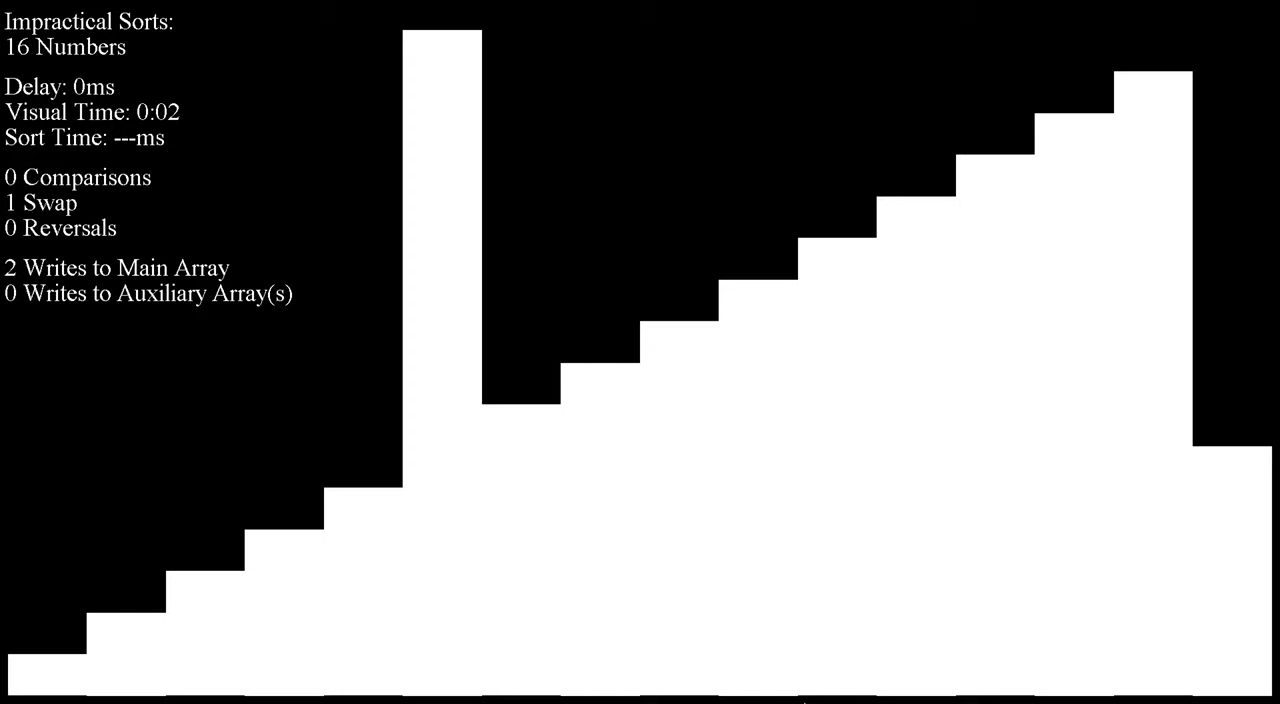 Impractical Sorts:
16 Numbers
Delay: 0ms
Visual Time: 0:02
Sort Time: ---ms
0 Comparisons
1 Swap
0 Reversals
2 Writes to Main Array
0 Writes to Auxiliary Array(s)